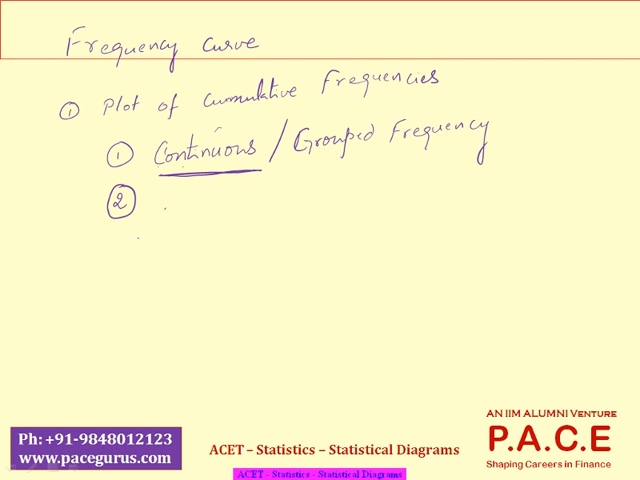 Frequency Curve
① Plot of Cummulative Frequencies
① Continuous / Grouped Frequency
②
AN IIM ALUMNI VENTURE
P.A.C.E
Shaping Careers in Finance
Ph: +91-9848012123
www.pacegurus.com
ACET – Statistics – Statistical Diagrams
ACET - Statistics - Statistical Diagrams